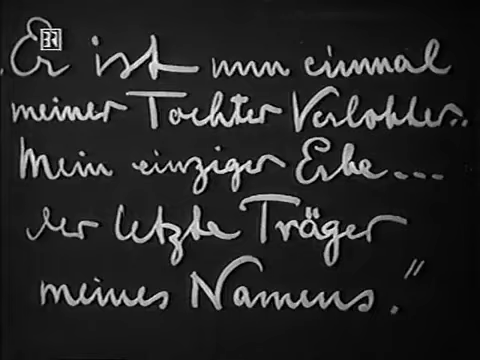 BR
„Er ist nun einmal
meiner Tochter Verlobter..
Mein einziger Erbe...
der letzte Träger
meines Namens."